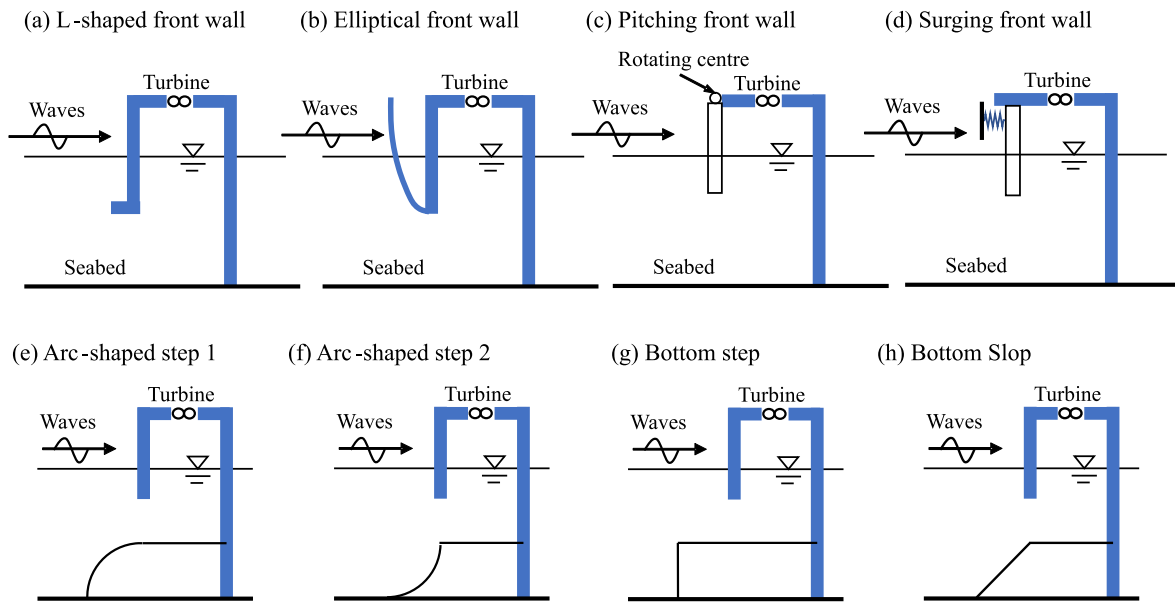 (a) L-shaped front wall
(b) Elliptical front wall
(c) Pitching front wall
(d) Surging front wall
Turbine
Waves
Seabed
Turbine
Waves
Seabed
Rotating centre
Turbine
Waves
Seabed
Turbine
Waves
Seabed
(e) Arc-shaped step 1
(f) Arc-shaped step 2
(g) Bottom step
(h) Bottom Slop
Turbine
Waves
Turbine
Waves
Turbine
Waves
Turbine
Waves